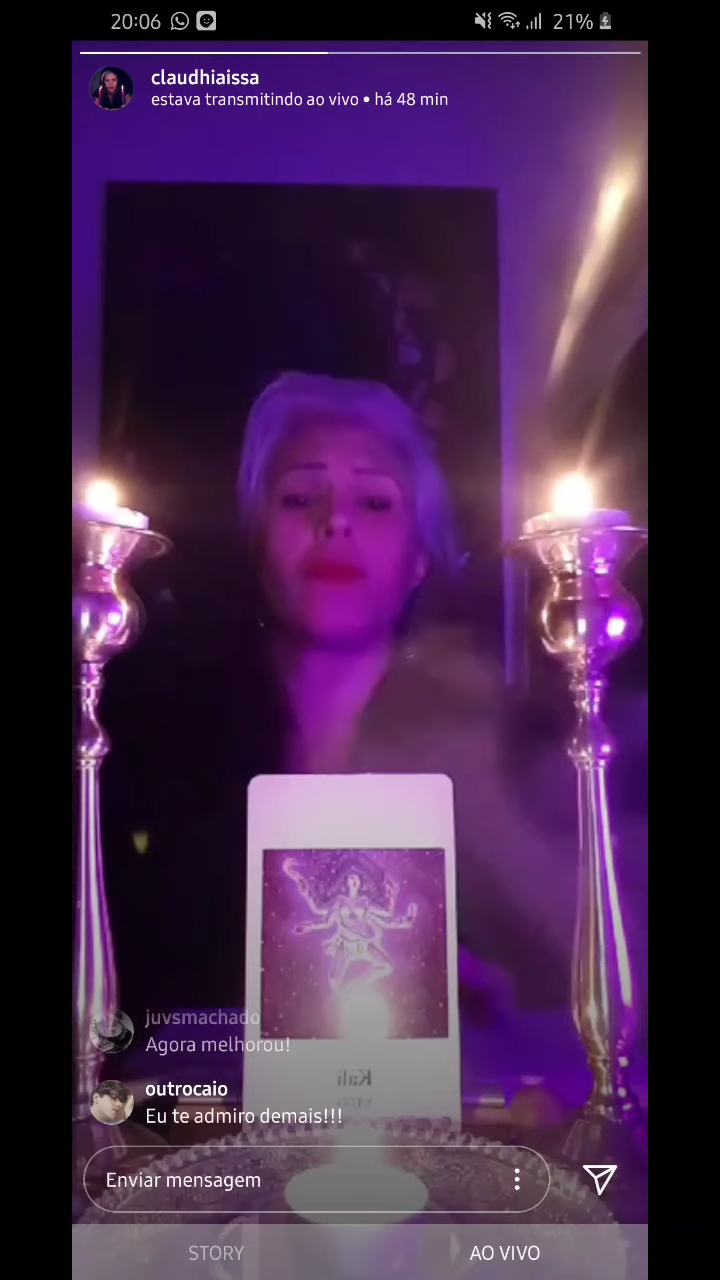 20:06
21%
claudhiaissa
estava transmitindo ao vivo • há 48 min
juvsmachado
Agora melhorou!
Kali
outrocaio
Eu te admiro demais!!!
Enviar mensagem
STORY
AO VIVO